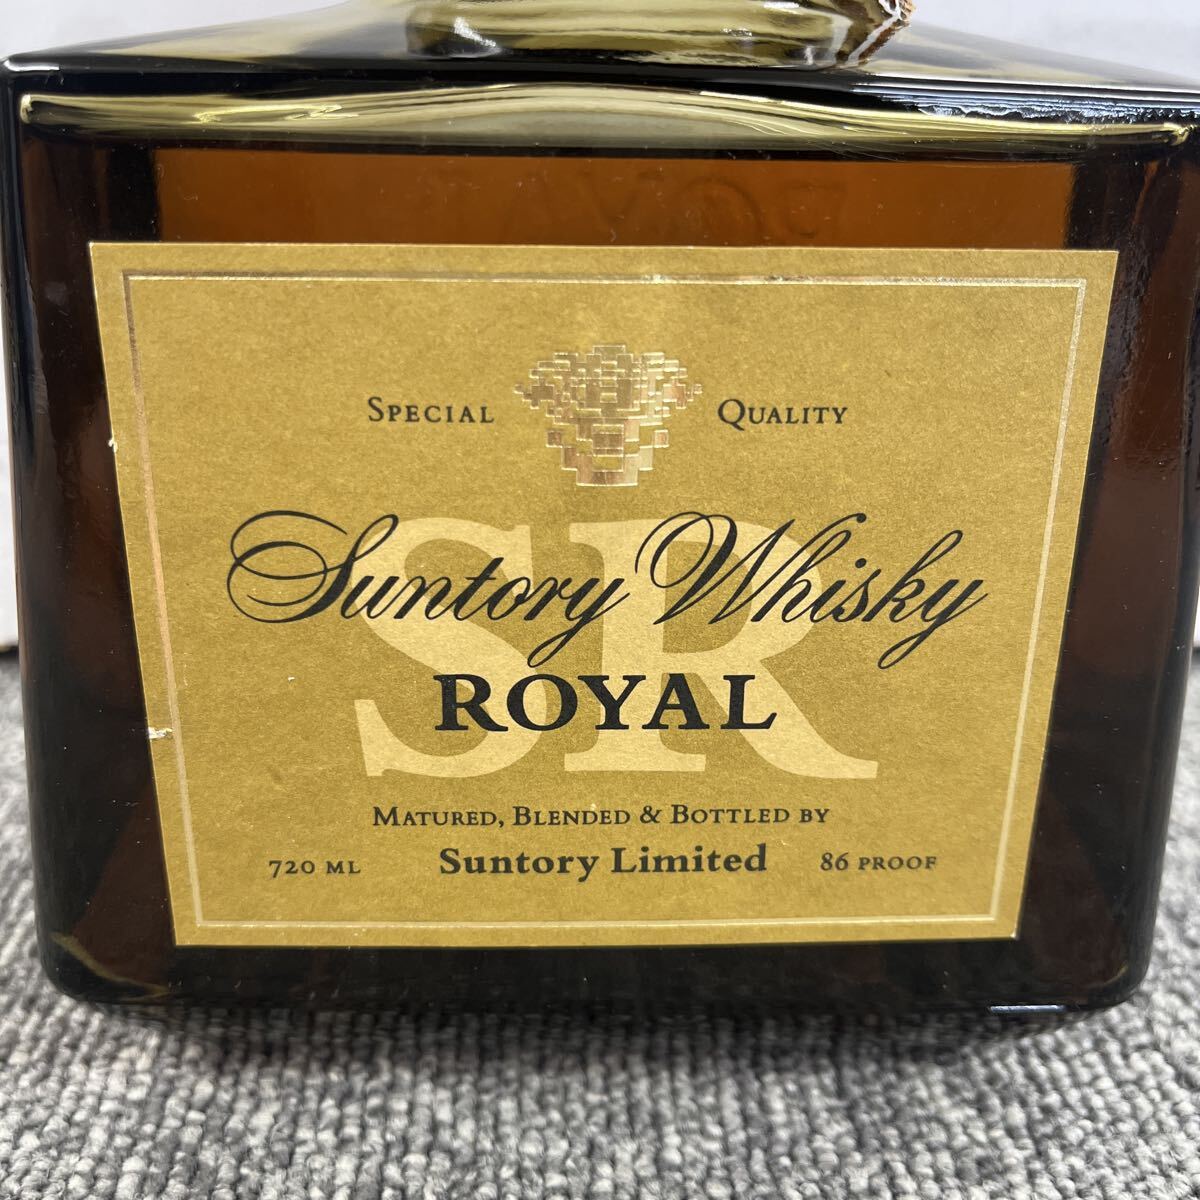 SPECIAL QUALITY
SR
Suntory Whisky
ROYAL
MATURED, BLENDED & BOTTLED BY
720 ML Suntory Limited 86 PROOF